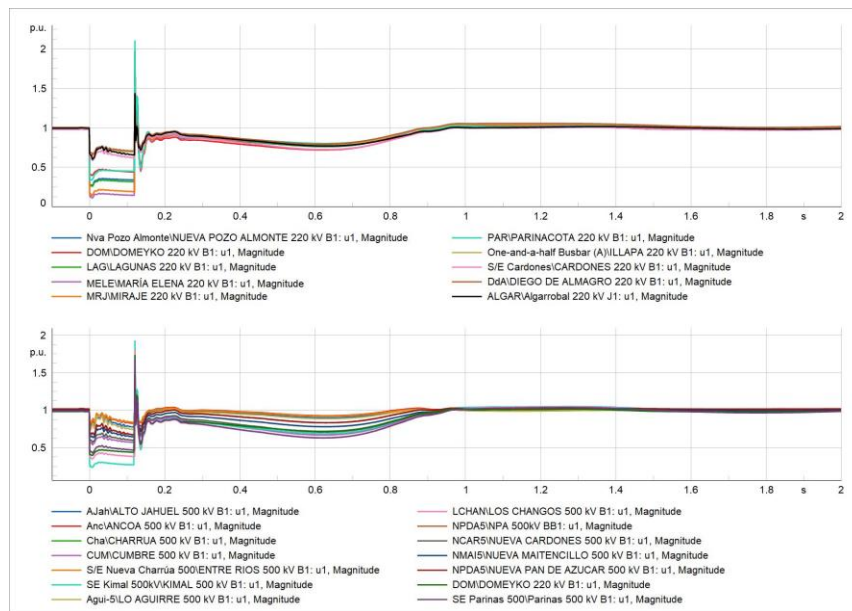 p.u.
2
1.5
1
0.5
0
0 0.2 0.4 0.6 0.8 1 1.2 1.4 1.6 1.8 s 2
Nva Pozo Almonte\NUEVA POZO ALMONTE 220 kV B1: u1, Magnitude
DOM\DOMEYKO 220 kV B1: u1, Magnitude
LAG\LAGUNAS 220 kV B1: u1, Magnitude
MELE\MARÍA ELENA 220 kV B1: u1, Magnitude
MRJ\MIRAJE 220 kV B1: u1, Magnitude
PAR\PARINACOTA 220 kV B1: u1, Magnitude
One-and-a-half Busbar (A)\ILLAPA 220 kV B1: u1, Magnitude
S/E Cardones\CARDONES 220 kV B1: u1, Magnitude
DdA\DIEGO DE ALMAGRO 220 kV B1: u1, Magnitude
ALGAR\Algarrobal 220 kV J1: u1, Magnitude
2
p.u.
1.5
1
0.5
0 0.2 0.4 0.6 0.8 1 1.2 1.4 1.6 1.8 s 2
AJah\ALTO JAHUEL 500 kV B1: u1, Magnitude
Anc\ANCOA 500 kV B1: u1, Magnitude
Cha\CHARRUA 500 kV B1: u1, Magnitude
CUM\CUMBRE 500 kV B1: u1, Magnitude
S/E Nueva Charrúa 500\ENTRE RIOS 500 kV B1: u1, Magnitude
SE Kimal 500kV\KIMAL 500 kV B1: u1, Magnitude
Agui-5\LO AGUIRRE 500 kV B1: u1, Magnitude
LCHAN\LOS CHANGOS 500 kV B1: u1, Magnitude
NPDA5\NPA 500kV BB1: u1, Magnitude
NCAR5\NUEVA CARDONES 500 kV B1: u1, Magnitude
NMAI5\NUEVA MAITENCILLO 500 kV B1: u1, Magnitude
NPDA5\NUEVA PAN DE AZUCAR 500 kV B1: u1, Magnitude
DOM\DOMEYKO 220 kV B1: u1, Magnitude
SE Parinas 500\Parinas 500 kV B1: u1, Magnitude